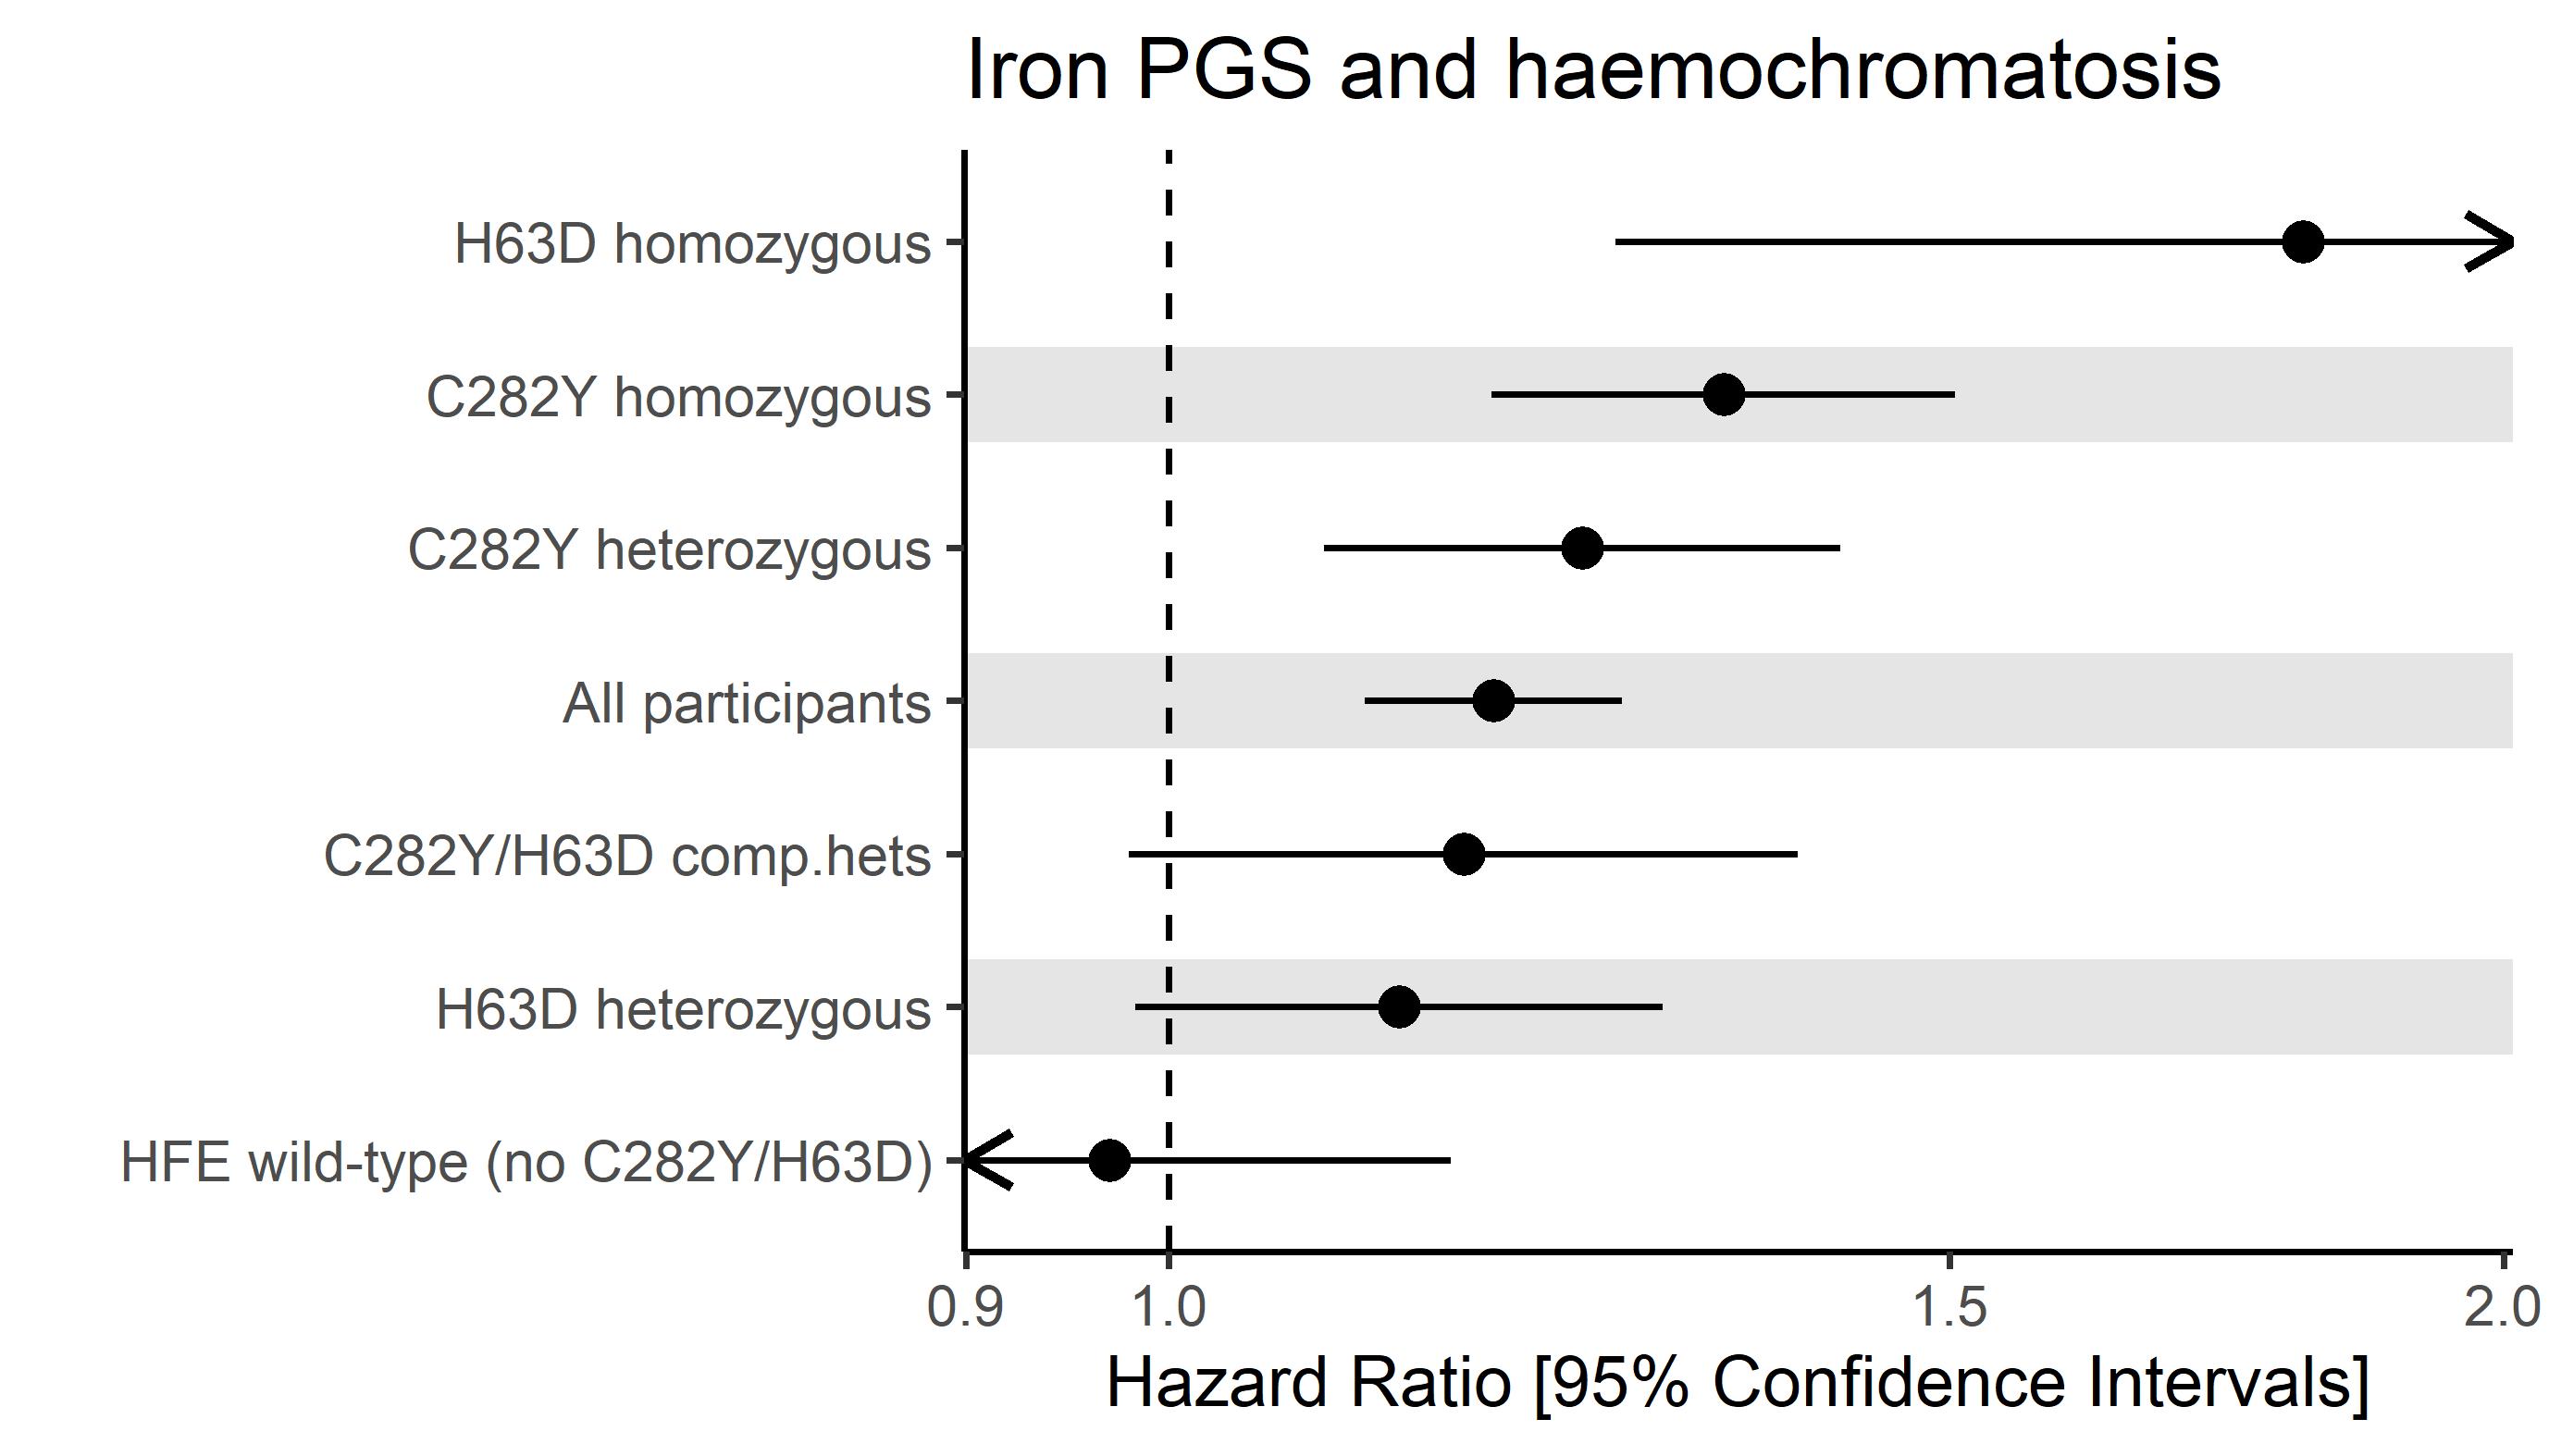 Iron PGS and haemochromatosis
H63D homozygous
C282Y homozygous
C282Y heterozygous
All participants
C282Y/H63D comp.hets
H63D heterozygous
HFE wild-type (no C282Y/H63D)
0.9 1.0 1.5 2.0
Hazard Ratio [95% Confidence Intervals]